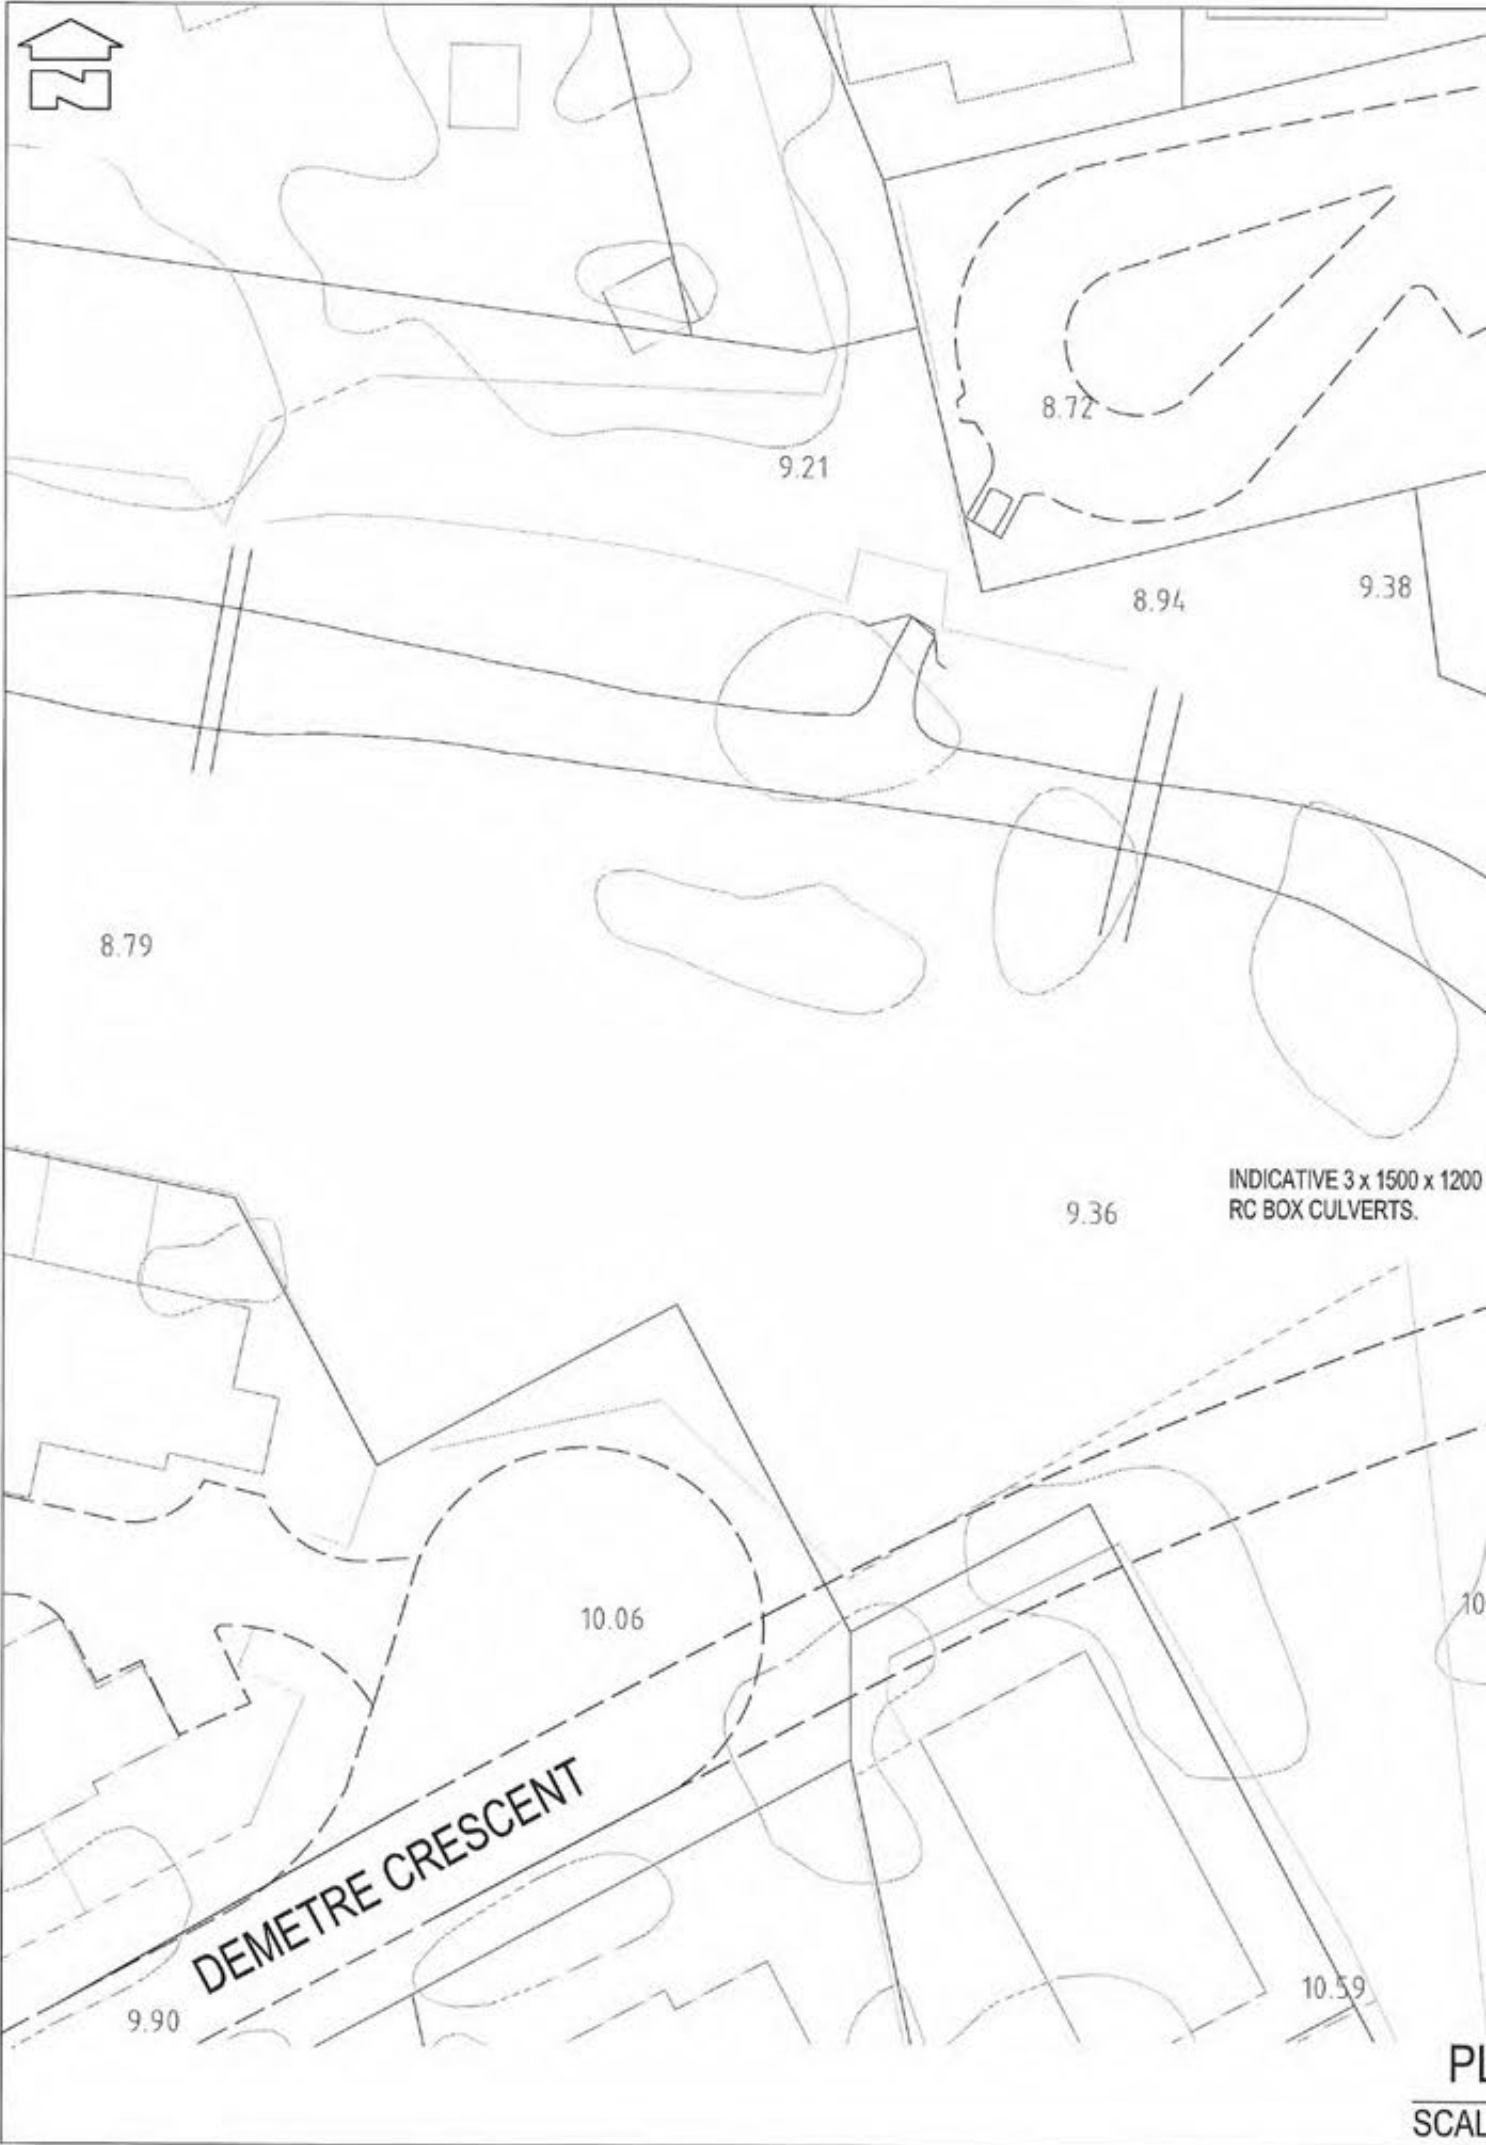 N
8.72
9.21
8.94
9.38
8.79
INDICATIVE 3 x 1500 x 1200
RC BOX CULVERTS.
9.36
10.06
10
DEMETRE CRESCENT
10.59
9.90
PL
SCAL